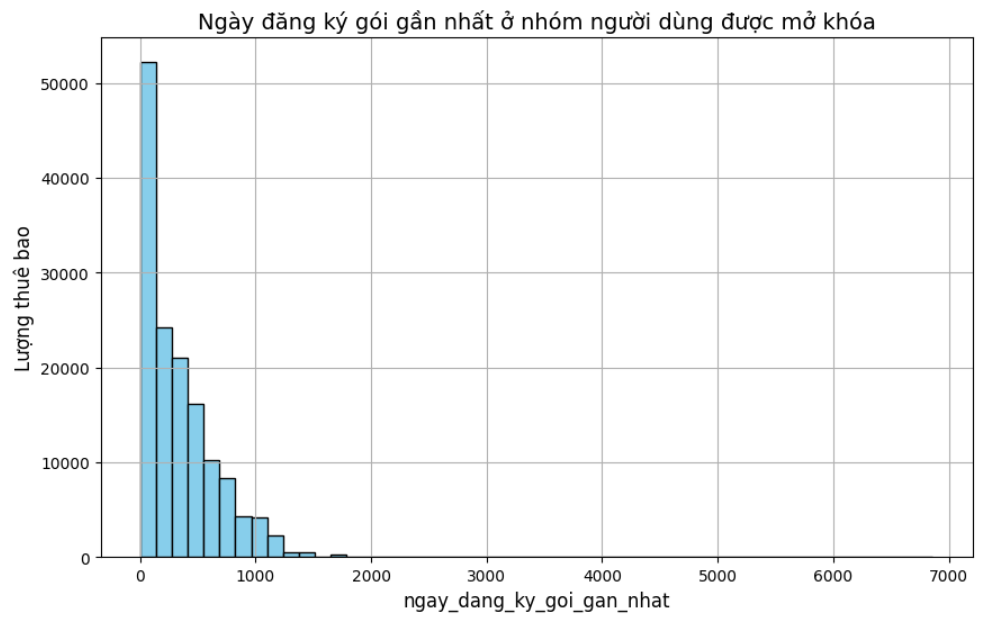 Ngày đăng ký gói gần nhất ở nhóm người dùng được mở khóa
Lượng thuê bao
50000
40000
30000
20000
10000
0
0 1000 2000 3000 4000 5000 6000 7000
ngay_dang_ky_goi_gan_nhat